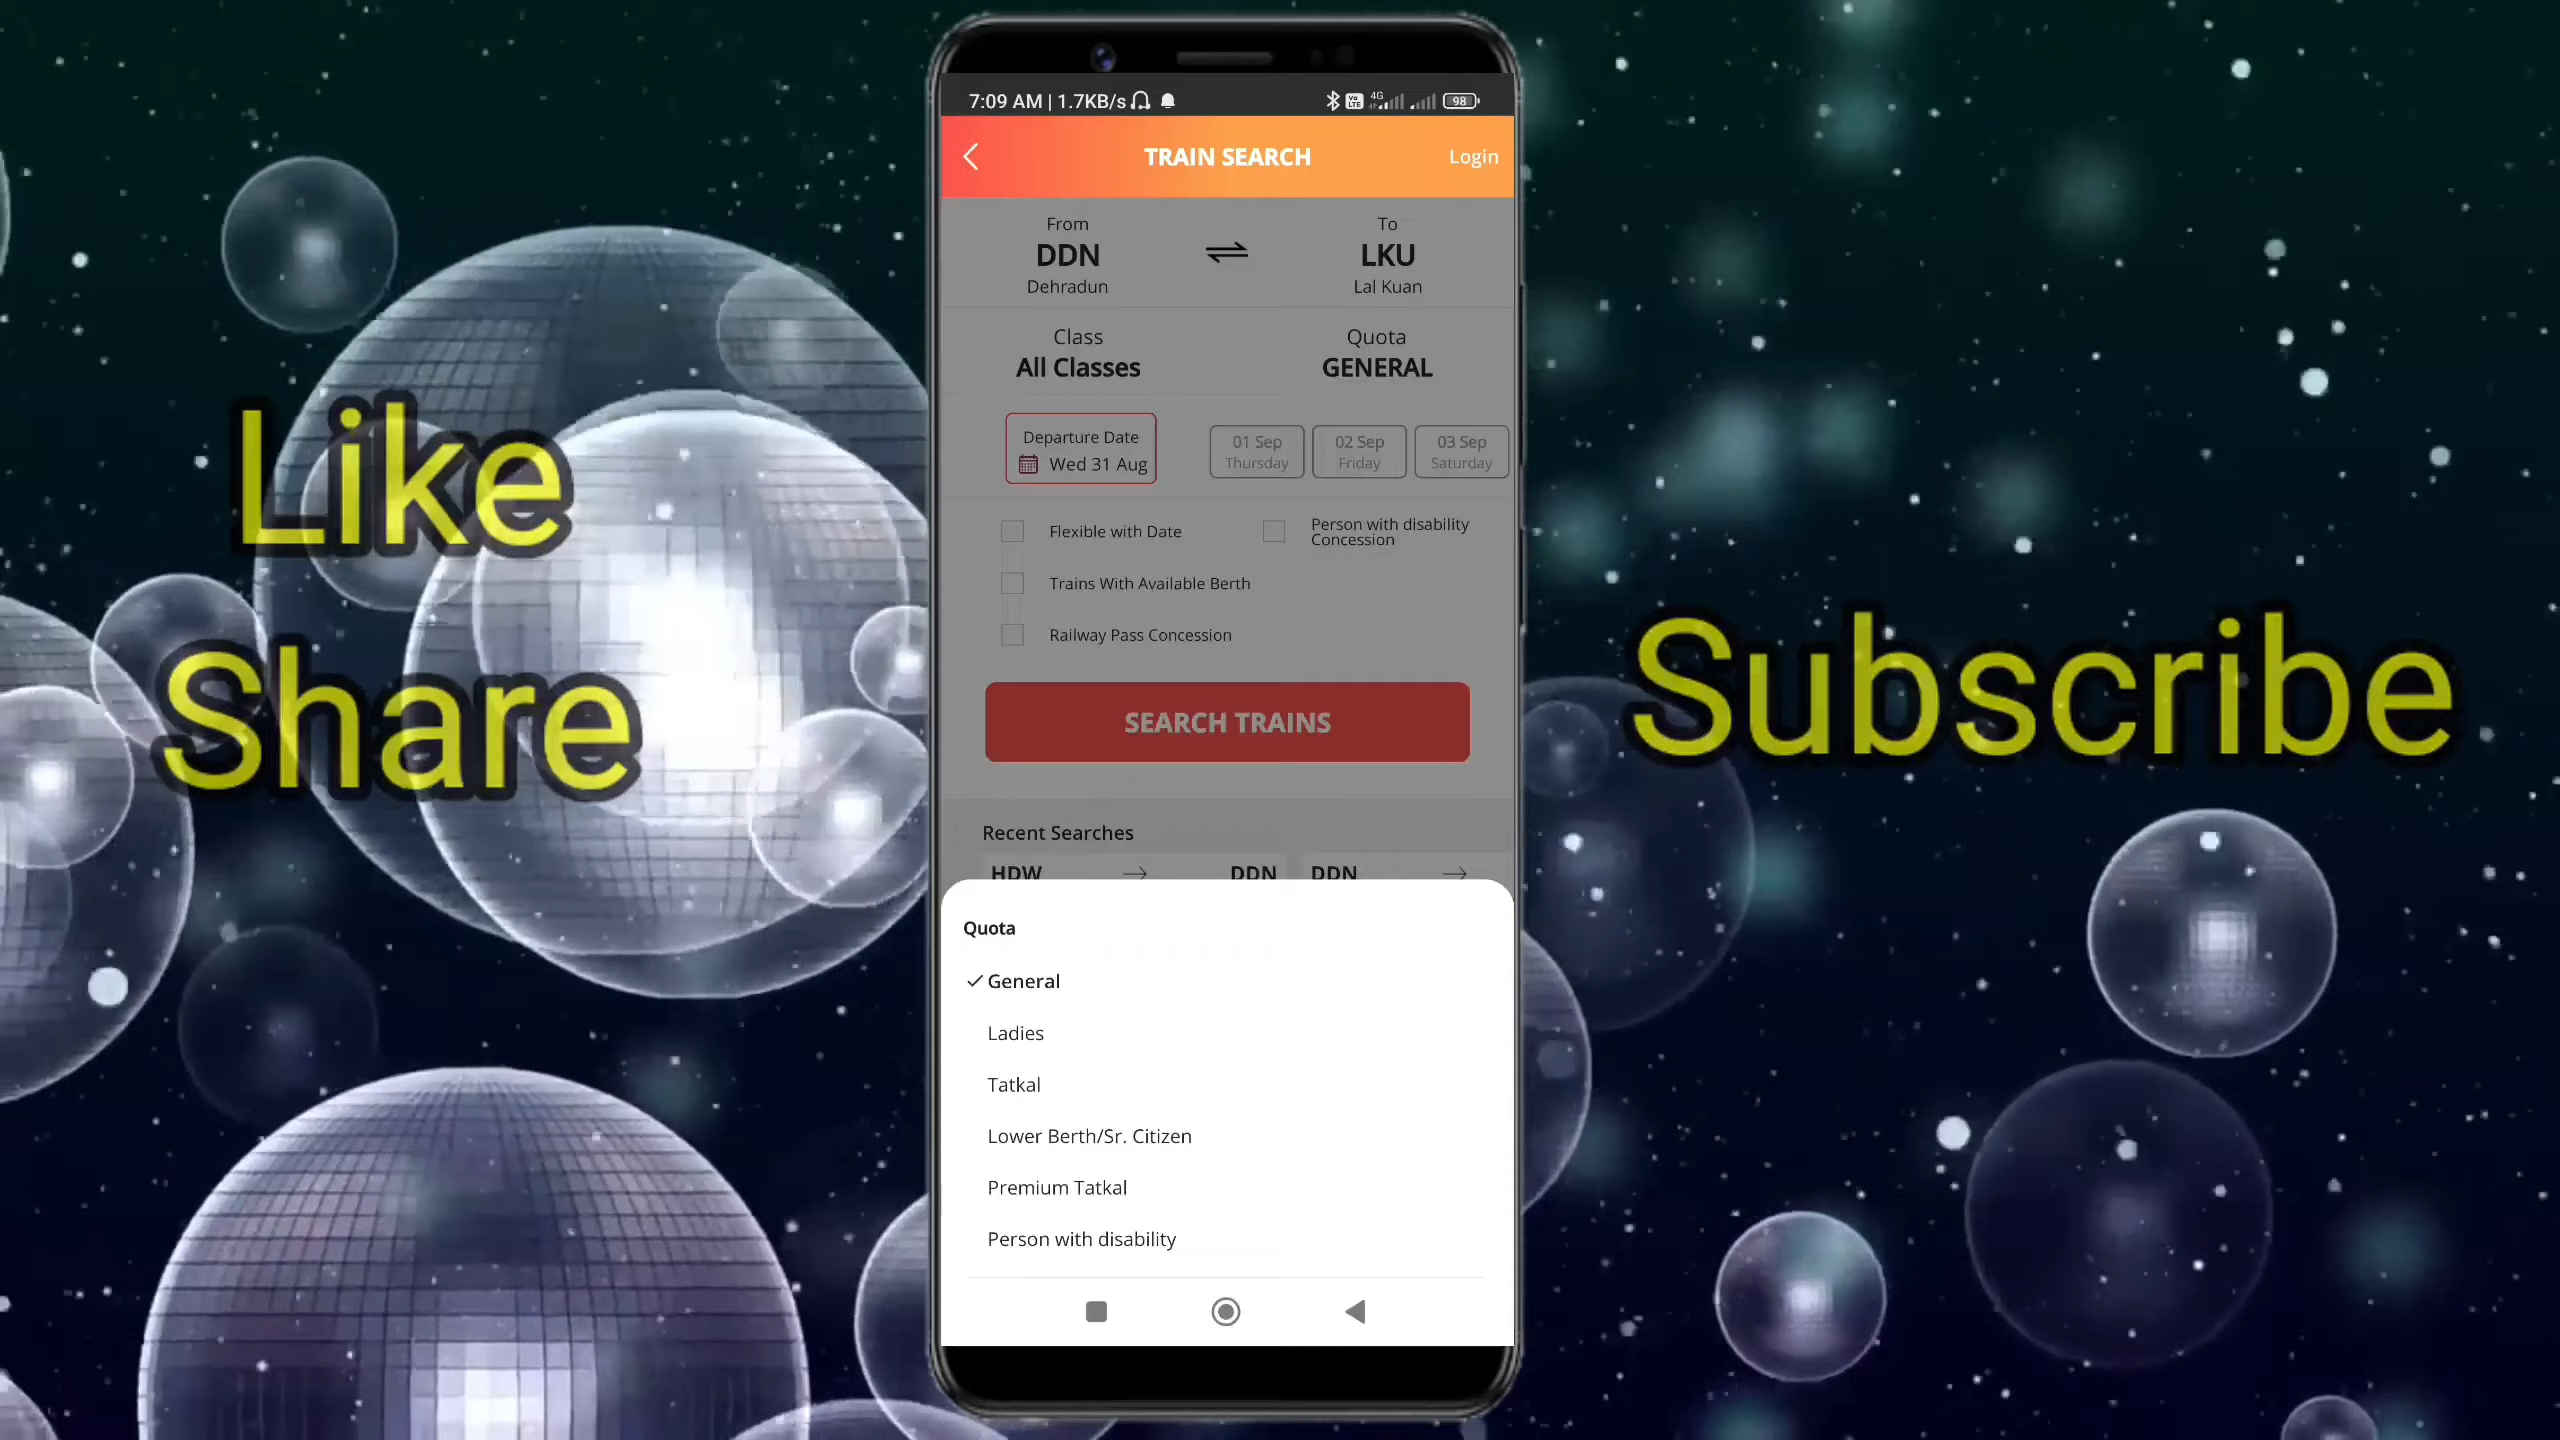 7:09 AM | 1.7KB/s
4G
98
TRAIN SEARCH
Login
From
DDN
Dehradun
To
LKU
Lal Kuan
Class
All Classes
Quota
GENERAL
Departure Date
Wed 31 Aug
01 Sep
Thursday
02 Sep
Friday
03 Sep
Saturday
Flexible with Date
Person with disability
Concession
Trains With Available Berth
Railway Pass Concession
SEARCH TRAINS
Recent Searches
HDW
DDN
DDN
Quota
General
Ladies
Tatkal
Lower Berth/Sr. Citizen
Premium Tatkal
Person with disability
Like
Share
Subscribe